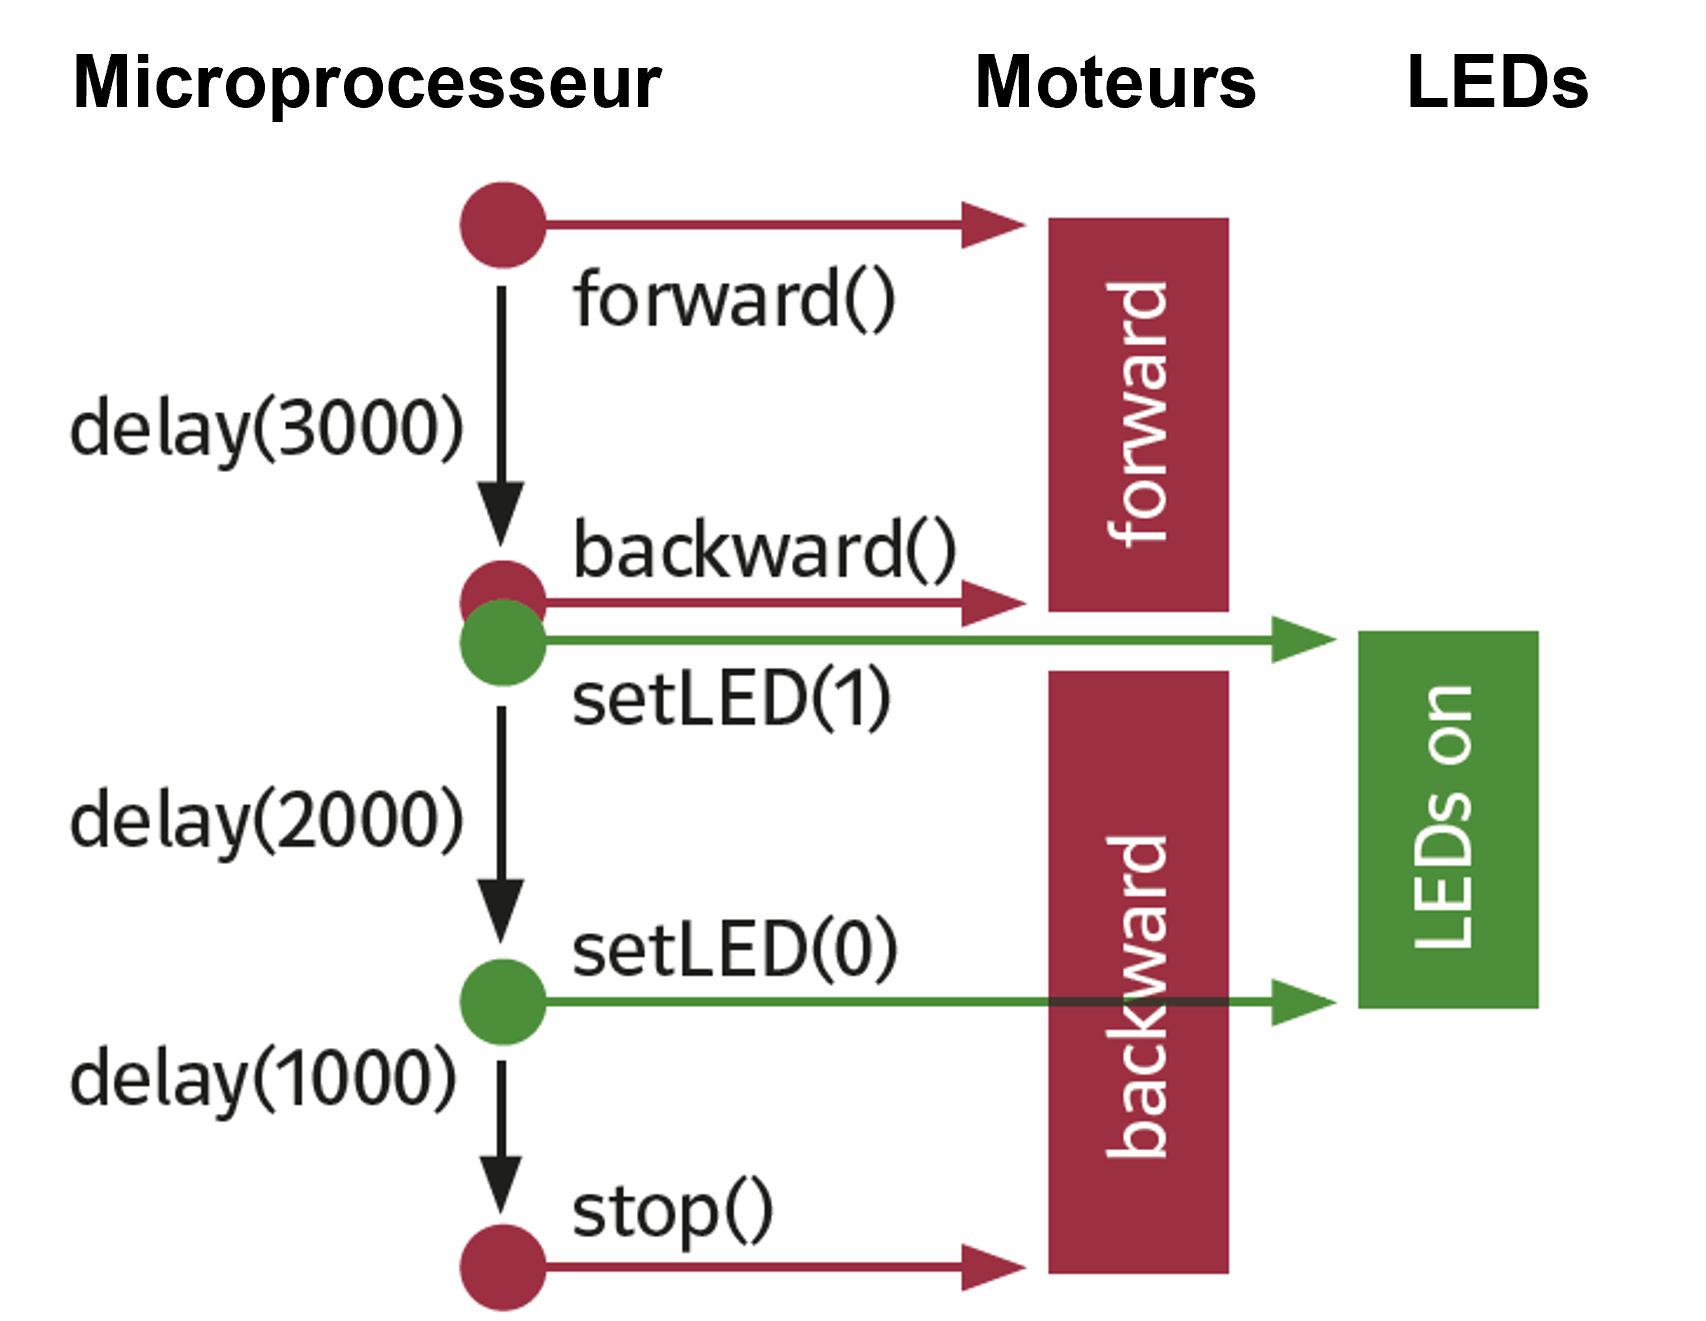 Microprocesseur Moteurs LEDs
forward()
forward
delay(3000)
backward()
setLED(1)
LEDs on
delay(2000)
backward
setLED(0)
delay(1000)
stop()